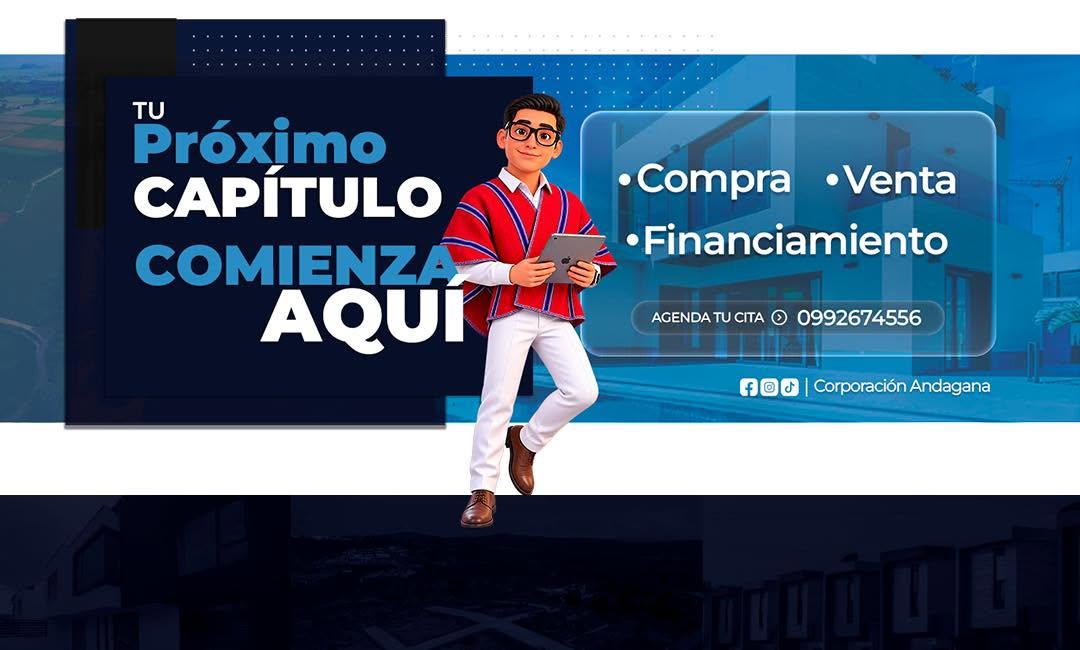 TU
Próximo
CAPÍTULO
COMIENZA
AQUÍ
•Compra •Venta
•Financiamiento
AGENDA TU CITA 0992674556
| Corporación Andagana